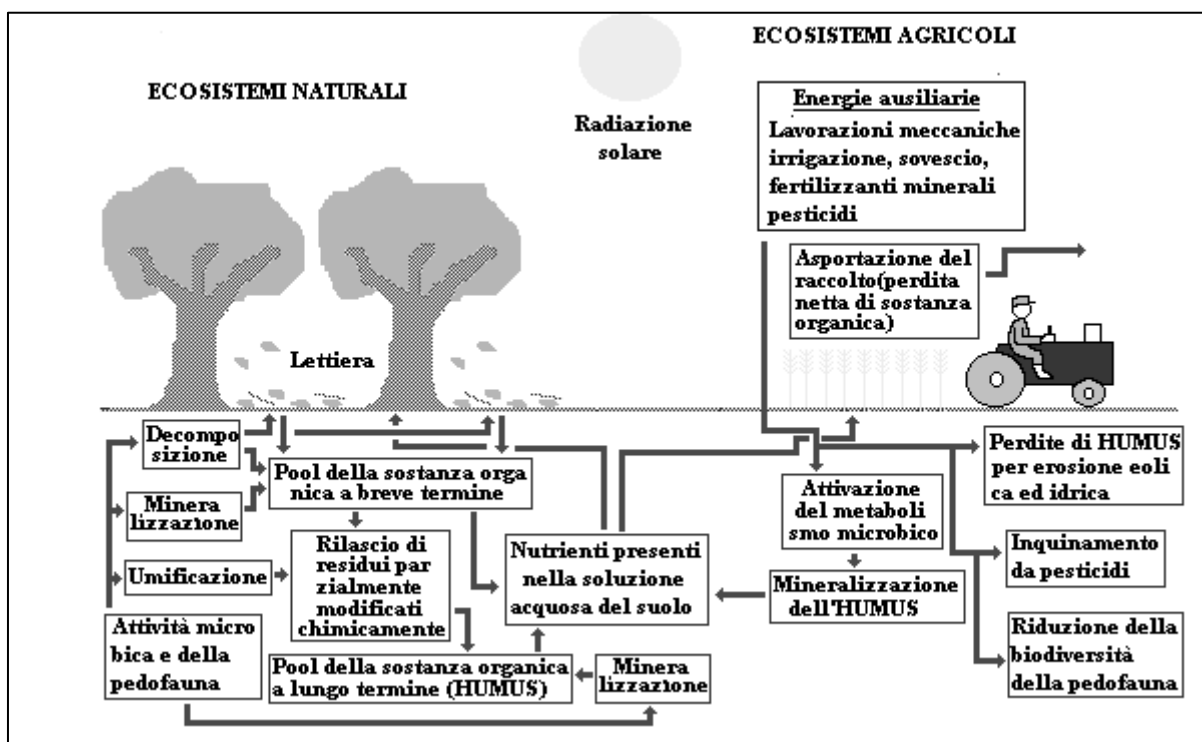 ECOSISTEMI NATURALI
Radiazione
solare
ECOSISTEMI AGRICOLI
Energie ausiliarie
Lavorazioni meccaniche
irrigazione, sovescio,
fertilizzanti minerali
pesticidi
Asportazione del
raccolto(perdita
netta di sostanza
organica)
Lettiera
Decompo
sizione
Minera
lizzazione
Umificazione
Attività micro
bica e della
pedofauna
Pool della sostanza orga
nica a breve termine
Rilascio di
residui par
zialmente
modificati
chimicamente
Pool della sostanza organica
a lungo termine (HUMUS)
Minera
lizzazione
Nutrienti presenti
nella soluzione
acquosa del suolo
Attivazione
del metaboli
smo microbico
Mineralizzazione
dell'HUMUS
Perdite di HUMUS
per erosione eoli
ca ed idrica
Inquinamento
da pesticidi
Riduzione della
biodiversità
della pedofauna